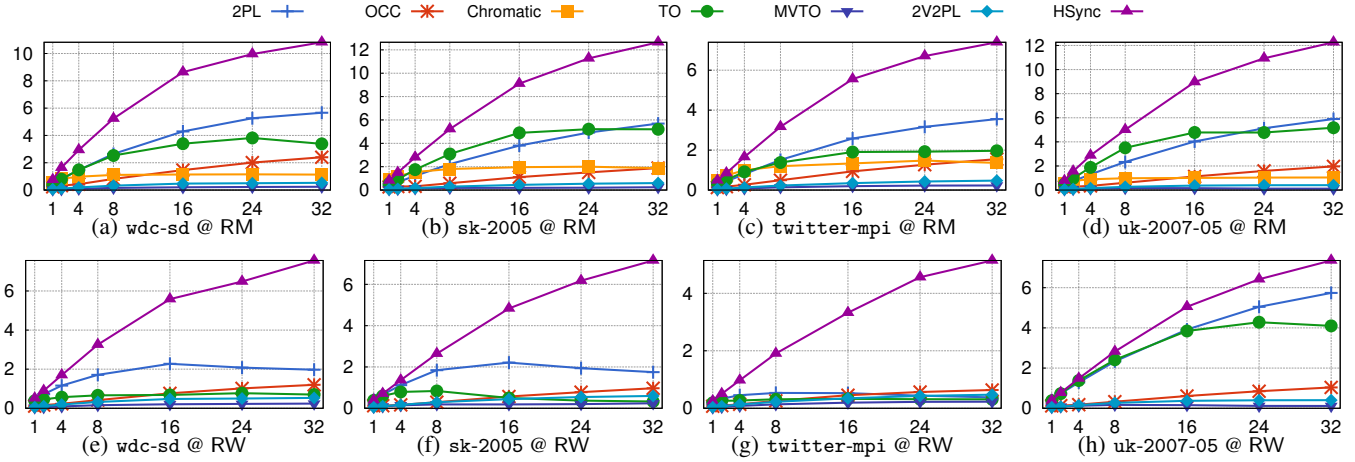 2PL OCC Chromatic TO MVTO 2V2PL HSync
10 8 6 4 2 0
1 4 8 16 24 32
(a) wdc-sd @ RM
12 10 8 6 4 2 0
1 4 8 16 24 32
(b) sk-2005 @ RM
6 4 2 0
1 4 8 16 24 32
(c) twitter-mpi @ RM
12 10 8 6 4 2 0
1 4 8 16 24 32
(d) uk-2007-05 @ RM
6 4 2 0
1 4 8 16 24 32
(e) wdc-sd @ RW
6 4 2 0
1 4 8 16 24 32
(f) sk-2005 @ RW
4 2 0
1 4 8 16 24 32
(g) twitter-mpi @ RW
6 4 2 0
1 4 8 16 24 32
(h) uk-2007-05 @ RW